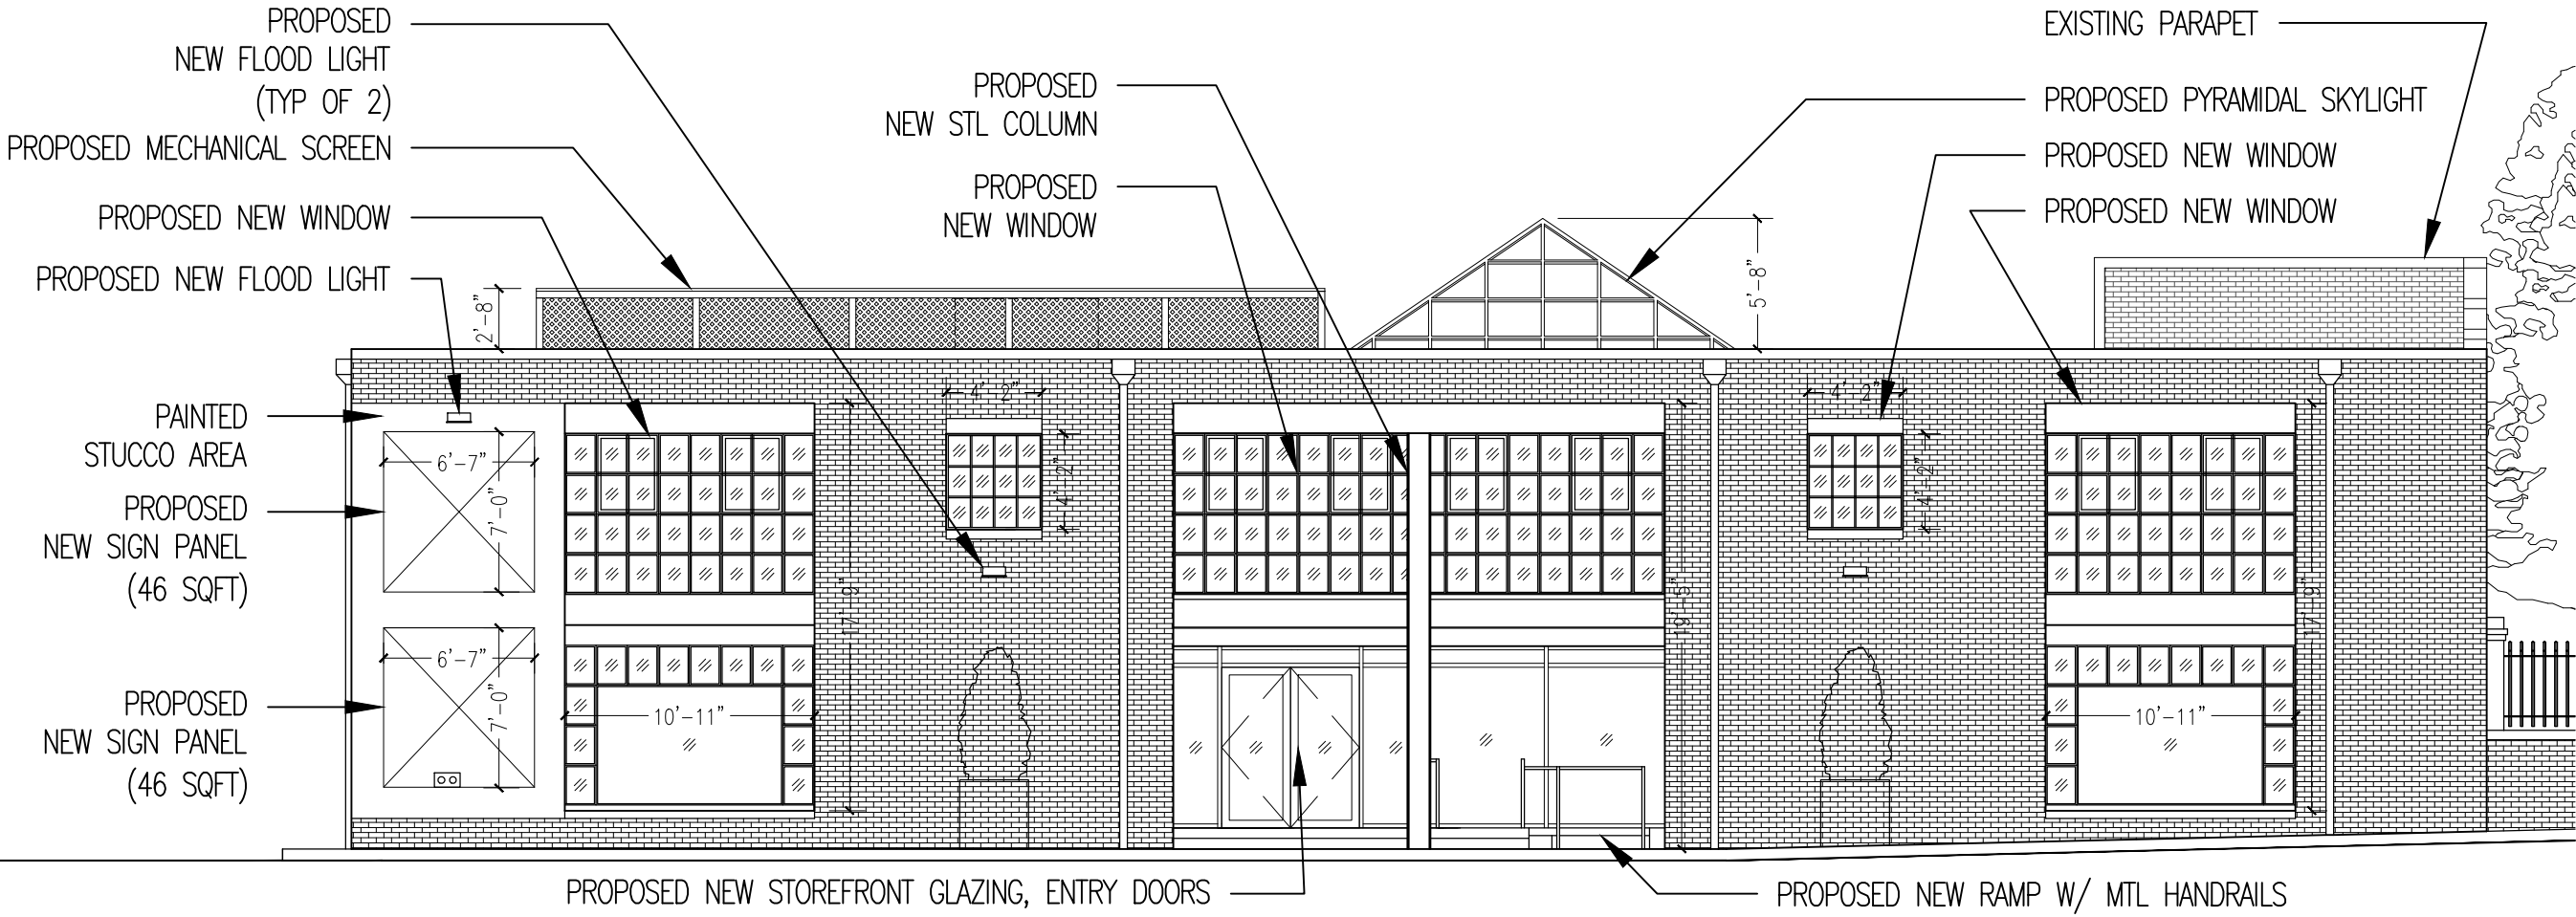 PROPOSED
NEW FLOOD LIGHT
(TYP OF 2)
PROPOSED MECHANICAL SCREEN
PROPOSED NEW WINDOW
PROPOSED NEW FLOOD LIGHT
PAINTED
STUCCO AREA
PROPOSED
NEW SIGN PANEL
(46 SQFT)
PROPOSED
NEW SIGN PANEL
(46 SQFT)
PROPOSED
NEW STL COLUMN
PROPOSED
NEW WINDOW
EXISTING PARAPET
PROPOSED PYRAMIDAL SKYLIGHT
PROPOSED NEW WINDOW
PROPOSED NEW WINDOW
2'-8"
5'-8"
6'-7"
7'-0"
6'-7"
7'-0"
10'-11"
17'-9"
4' 2"
4'-2"
19'-5"
4' 2"
4'-2"
10'-11"
17'-9"
PROPOSED NEW STOREFRONT GLAZING, ENTRY DOORS
PROPOSED NEW RAMP W/ MTL HANDRAILS